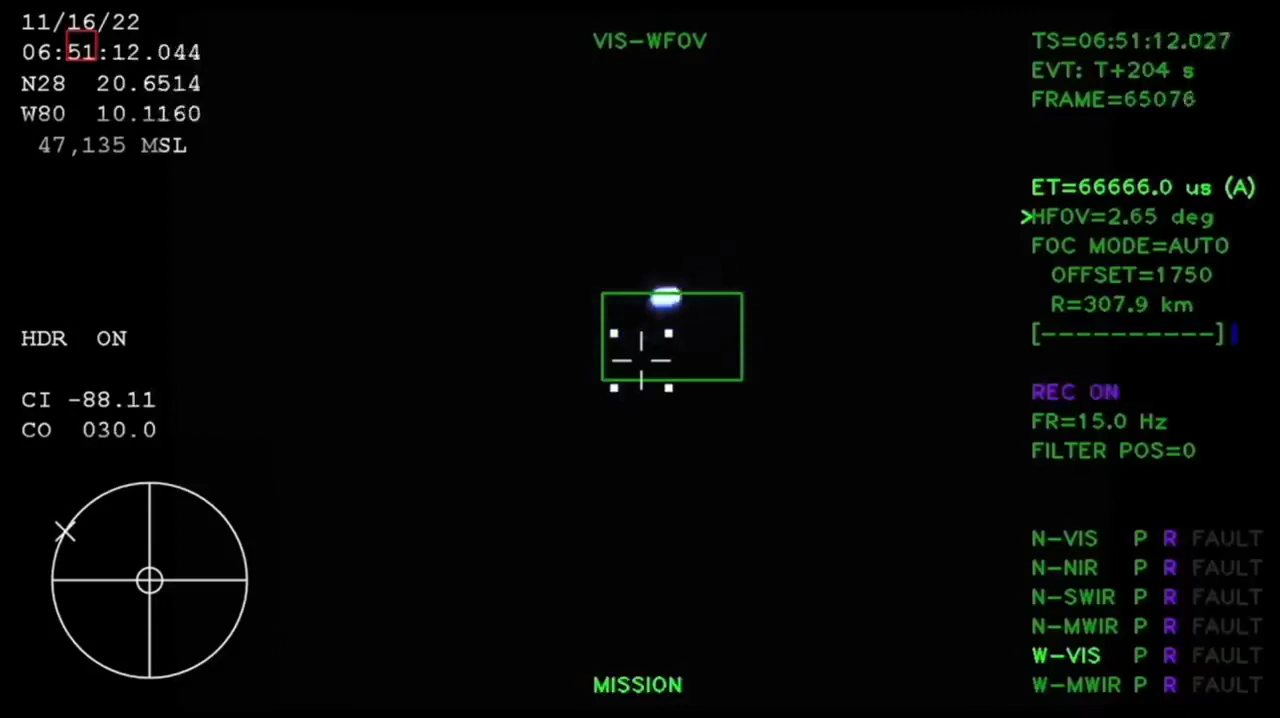 11/16/22
06:51:12.044
N28 20.6514
W80 10.1160
47,135 MSL
HDR ON
CI -88.11
CO 030.0
VIS-WFOV
MISSION
TS=06:51:12.027
EVT: T+204 s
FRAME=65076
ET=66666.0 us (A)
>HFOV=2.65 deg
FOC MODE=AUTO
OFFSET=1750
R=307.9 km
[----------]
REC ON
FR=15.0 Hz
FILTER POS=0
N-VIS P R FAULT
N-NIR P R FAULT
N-SWIR P R FAULT
N-MWIR P R FAULT
W-VIS P R FAULT
W-MWIR P R FAULT